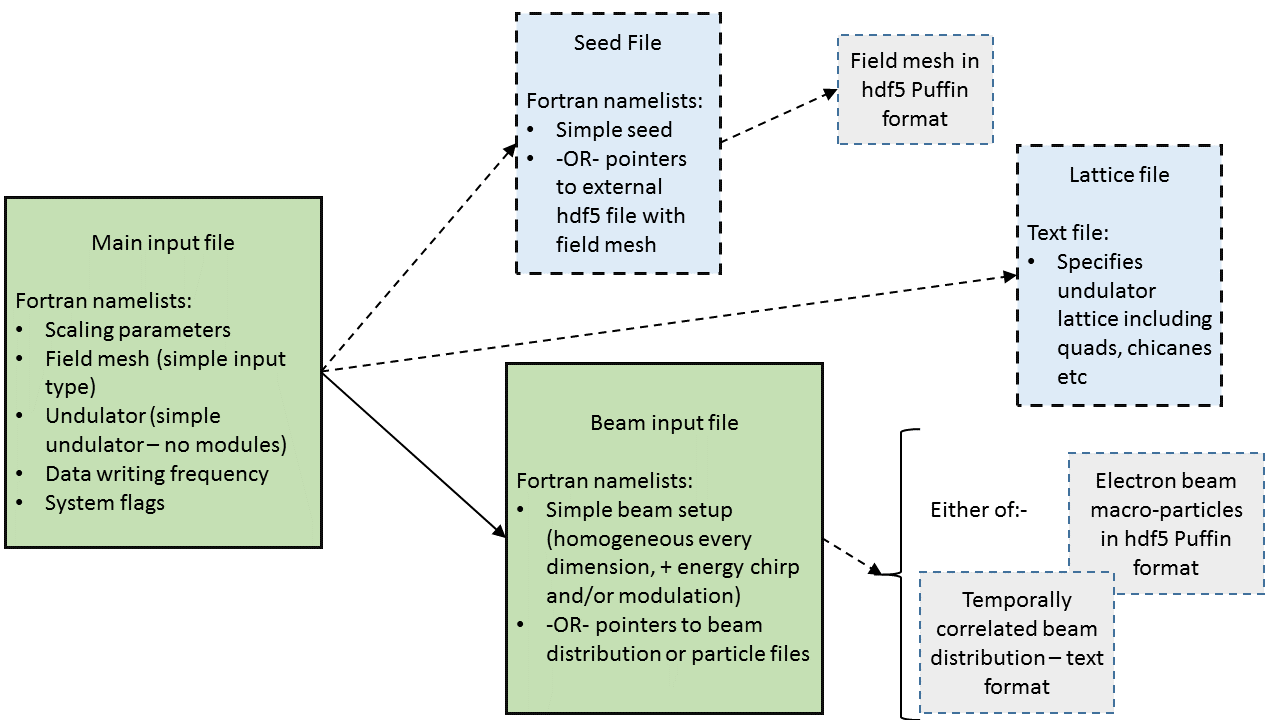 Main input file
Fortran namelists:
• Scaling parameters
• Field mesh (simple input
type)
• Undulator (simple
undulator – no modules)
• Data writing frequency
• System flags
Seed File
Fortran namelists:
• Simple seed
• -OR- pointers
to external
hdf5 file with
field mesh
Field mesh in
hdf5 Puffin
format
Lattice file
Text file:
• Specifies
undulator
lattice including
quads, chicanes
etc
Beam input file
Fortran namelists:
• Simple beam setup
(homogeneous every
dimension, + energy chirp
and/or modulation)
• -OR- pointers to beam
distribution or particle files
Either of:-
Electron beam
macro-particles
in hdf5 Puffin
format
Temporally
correlated beam
distribution – text
format